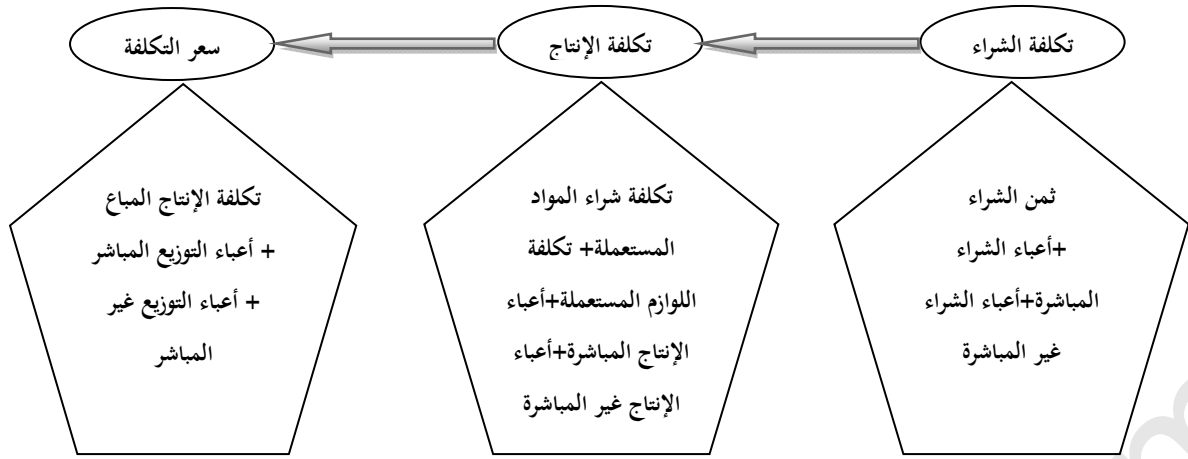 تكلفة الشراء
تكلفة الإنتاج
سعر التكلفة
ثمن الشراء
+أعباء الشراء
المباشرة+أعباء الشراء
غير المباشرة
تكلفة شراء المواد
المستعملة+ تكلفة
اللوازم المستعملة+أعباء
الإنتاج المباشرة+أعباء
الإنتاج غير المباشرة
تكلفة الإنتاج المباع
+ أعباء التوزيع المباشر
+ أعباء التوزيع غير
المباشر